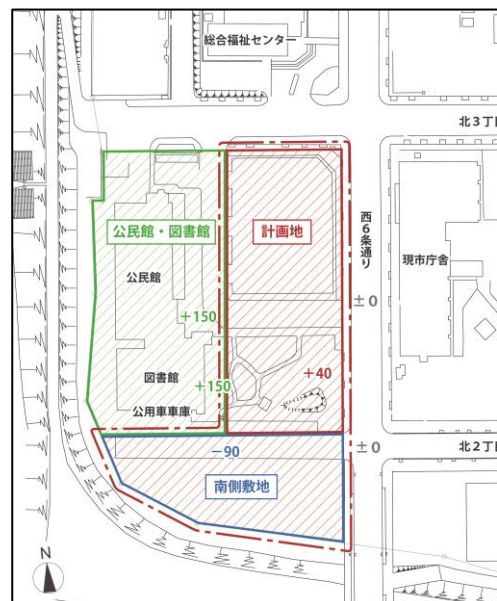 総合福祉センター
北3丁目
公民館・図書館
計画地
西6条通り
現市庁舎
公民館
±0
+150
図書館
+150
+40
公用車車庫
±0
北2丁目
-90
南側敷地
N